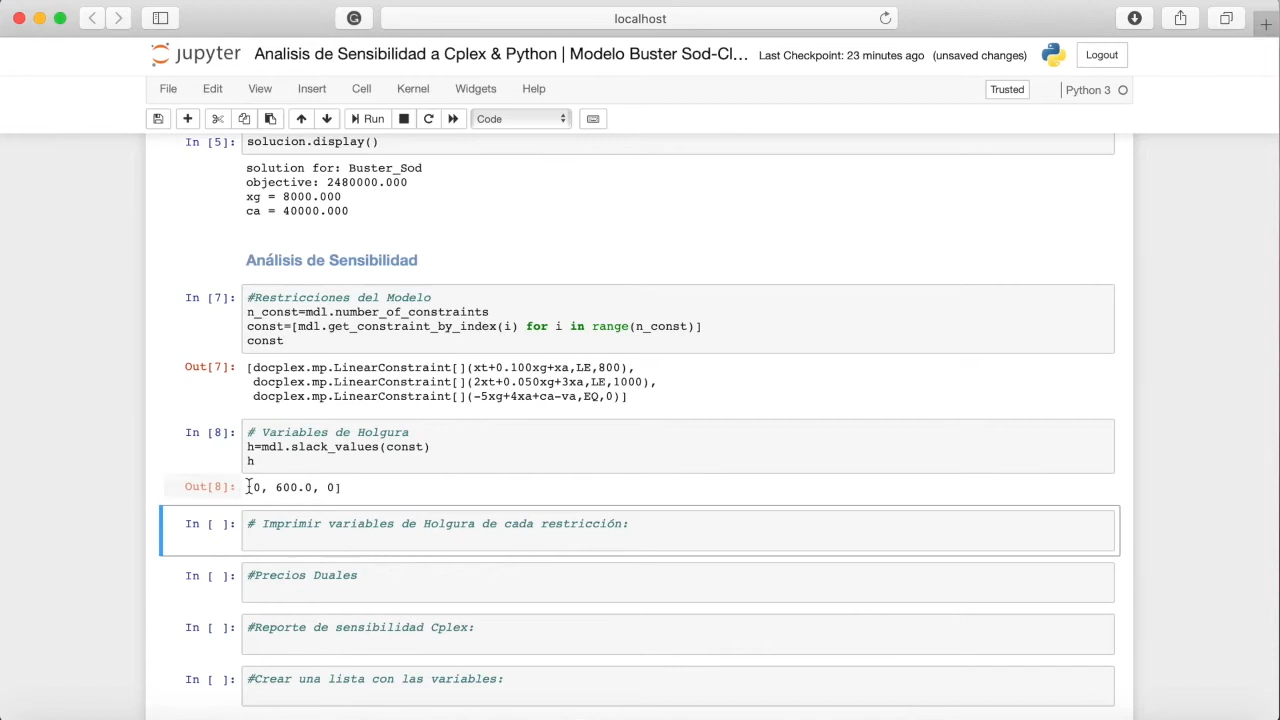 localhost
jupyter Analisis de Sensibilidad a Cplex & Python | Modelo Buster Sod-Cl... Last Checkpoint: 23 minutes ago (unsaved changes) Logout
File Edit View Insert Cell Kernel Widgets Help Trusted Python 3
Run Code
In [5]: solucion.display()
solution for: Buster_Sod
objective: 2480000.000
xg = 8000.000
ca = 40000.000
Análisis de Sensibilidad
In [7]: #Restricciones del Modelo
n_const=mdl.number_of_constraints
const=[mdl.get_constraint_by_index(i) for i in range(n_const)]
const
Out[7]: [docplex.mp.LinearConstraint[](xt+0.100xg+xa,LE,800),
docplex.mp.LinearConstraint[](2xt+0.050xg+3xa,LE,1000),
docplex.mp.LinearConstraint[](-5xg+4xa+ca-va,EQ,0)]
In [8]: # Variables de Holgura
h=mdl.slack_values(const)
h
Out[8]: [0, 600.0, 0]
In [ ]: # Imprimir variables de Holgura de cada restricción:
In [ ]: #Precios Duales
In [ ]: #Reporte de sensibilidad Cplex:
In [ ]: #Crear una lista con las variables: